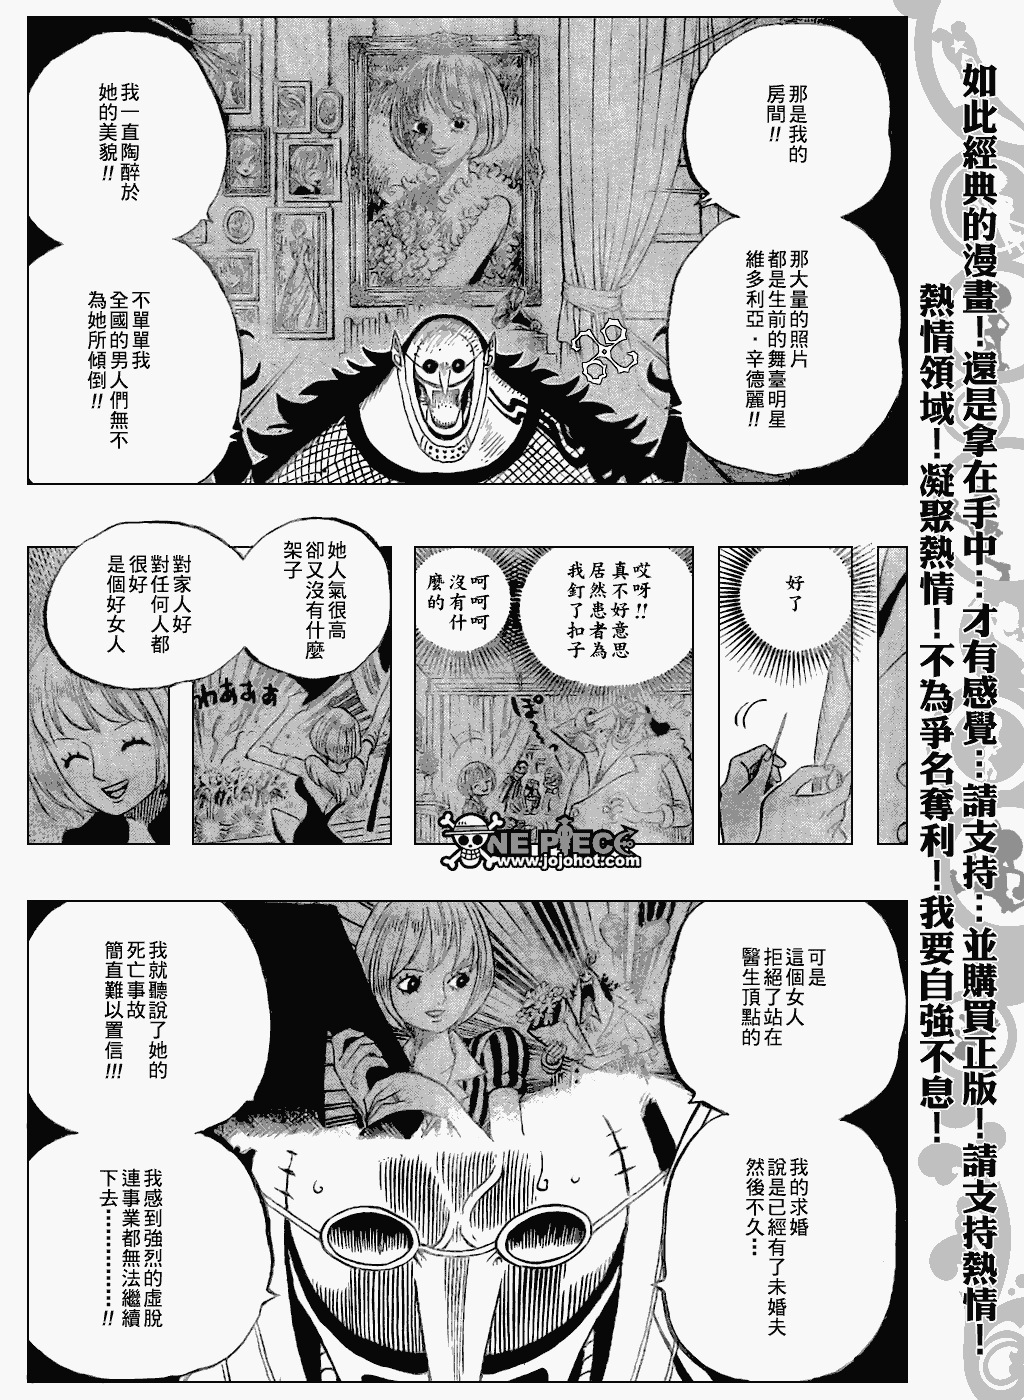 如此經典的漫畫！還是拿在手中…才有感覺…請支持…並購買正版！請支持熱情！
熱情領域！凝聚熱情！不為爭名奪利！我要自強不息！
那是我的
房間!!
那大量的照片
都是生前的舞臺明星
維多利亞．辛德麗!!
我一直陶醉於
她的美貌!!
不單單我
全國的男人們無不
為她所傾倒!!
好了
哎呀!!
真不好意思
居然患者為
我釘了扣子
呵呵呵
沒有什
麼的
ぽっ
她人氣很高
卻又沒有什麼
架子
わあぁぁぁ
對家人好
對任何人都
很好
是個好女人
ONE PIECE
www.jojohot.com
可是
這個女人
拒絕了站在
醫生頂點的
我的求婚
說是已經有了未婚夫
然後不久…
我就聽說了她的
死亡事故
簡直難以置信!!!
我感到強烈的虛脫
連事業都無法繼續
下去……………!!